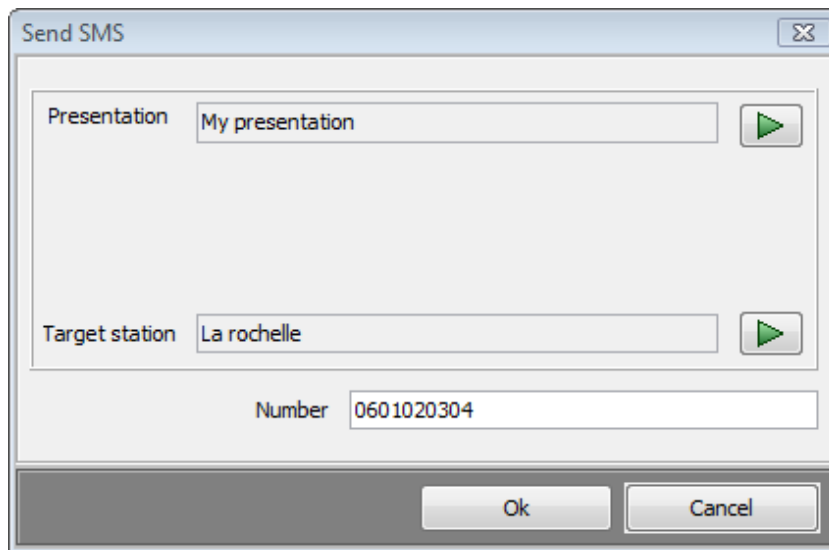 Send SMS
Presentation My presentation
Target station La rochelle
Number 0601020304
Ok Cancel